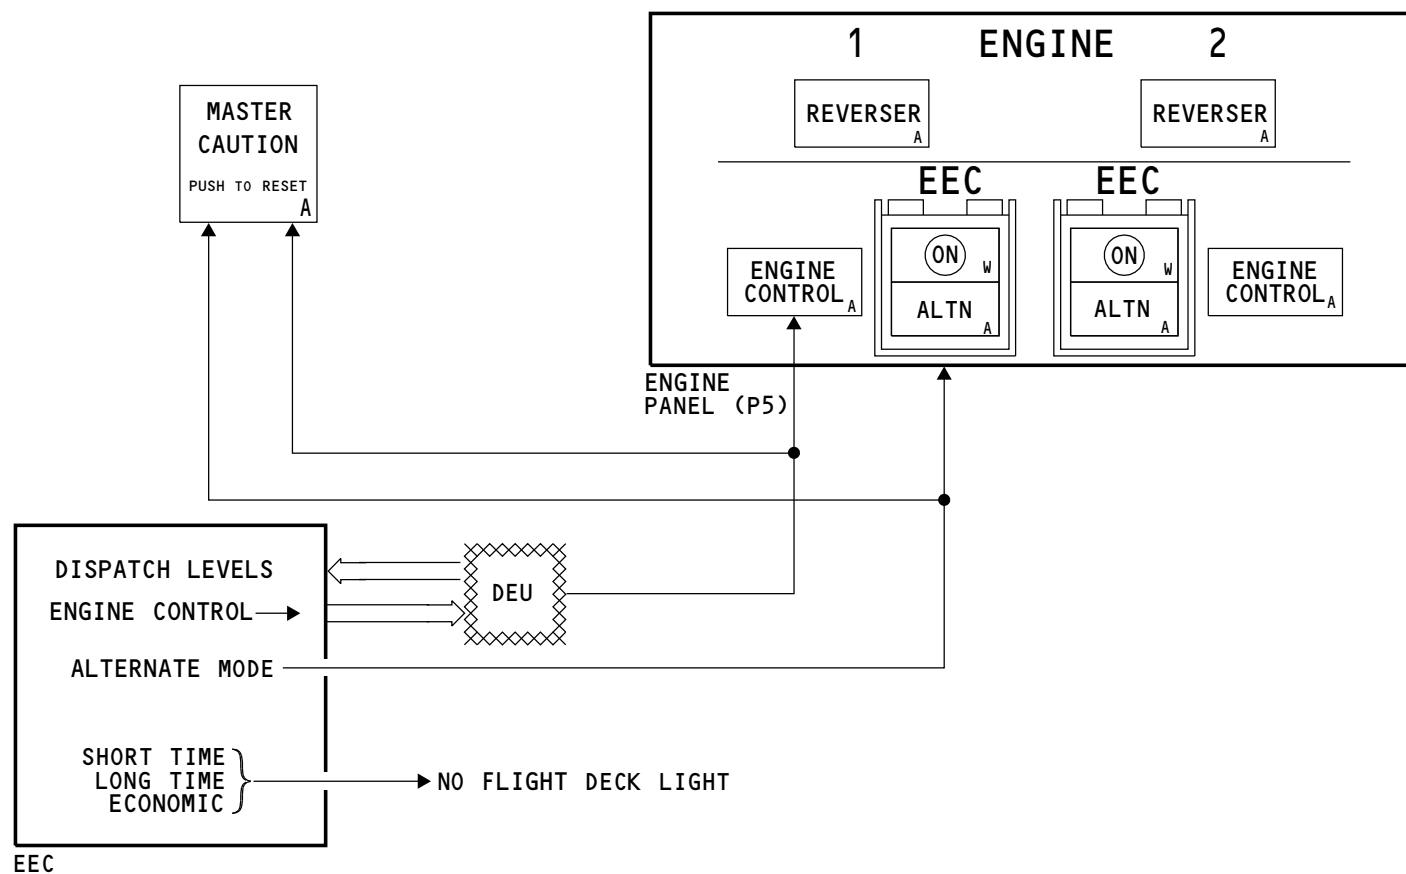 1 ENGINE 2
MASTER
CAUTION
PUSH TO RESET
A
REVERSER
A
REVERSER
A
EEC
EEC
ENGINE
CONTROL
A
ON
W
ALTN
A
ON
W
ALTN
A
ENGINE
CONTROL
A
ENGINE
PANEL (P5)
DISPATCH LEVELS
ENGINE CONTROL
DEU
ALTERNATE MODE
SHORT TIME
LONG TIME
ECONOMIC
NO FLIGHT DECK LIGHT
EEC